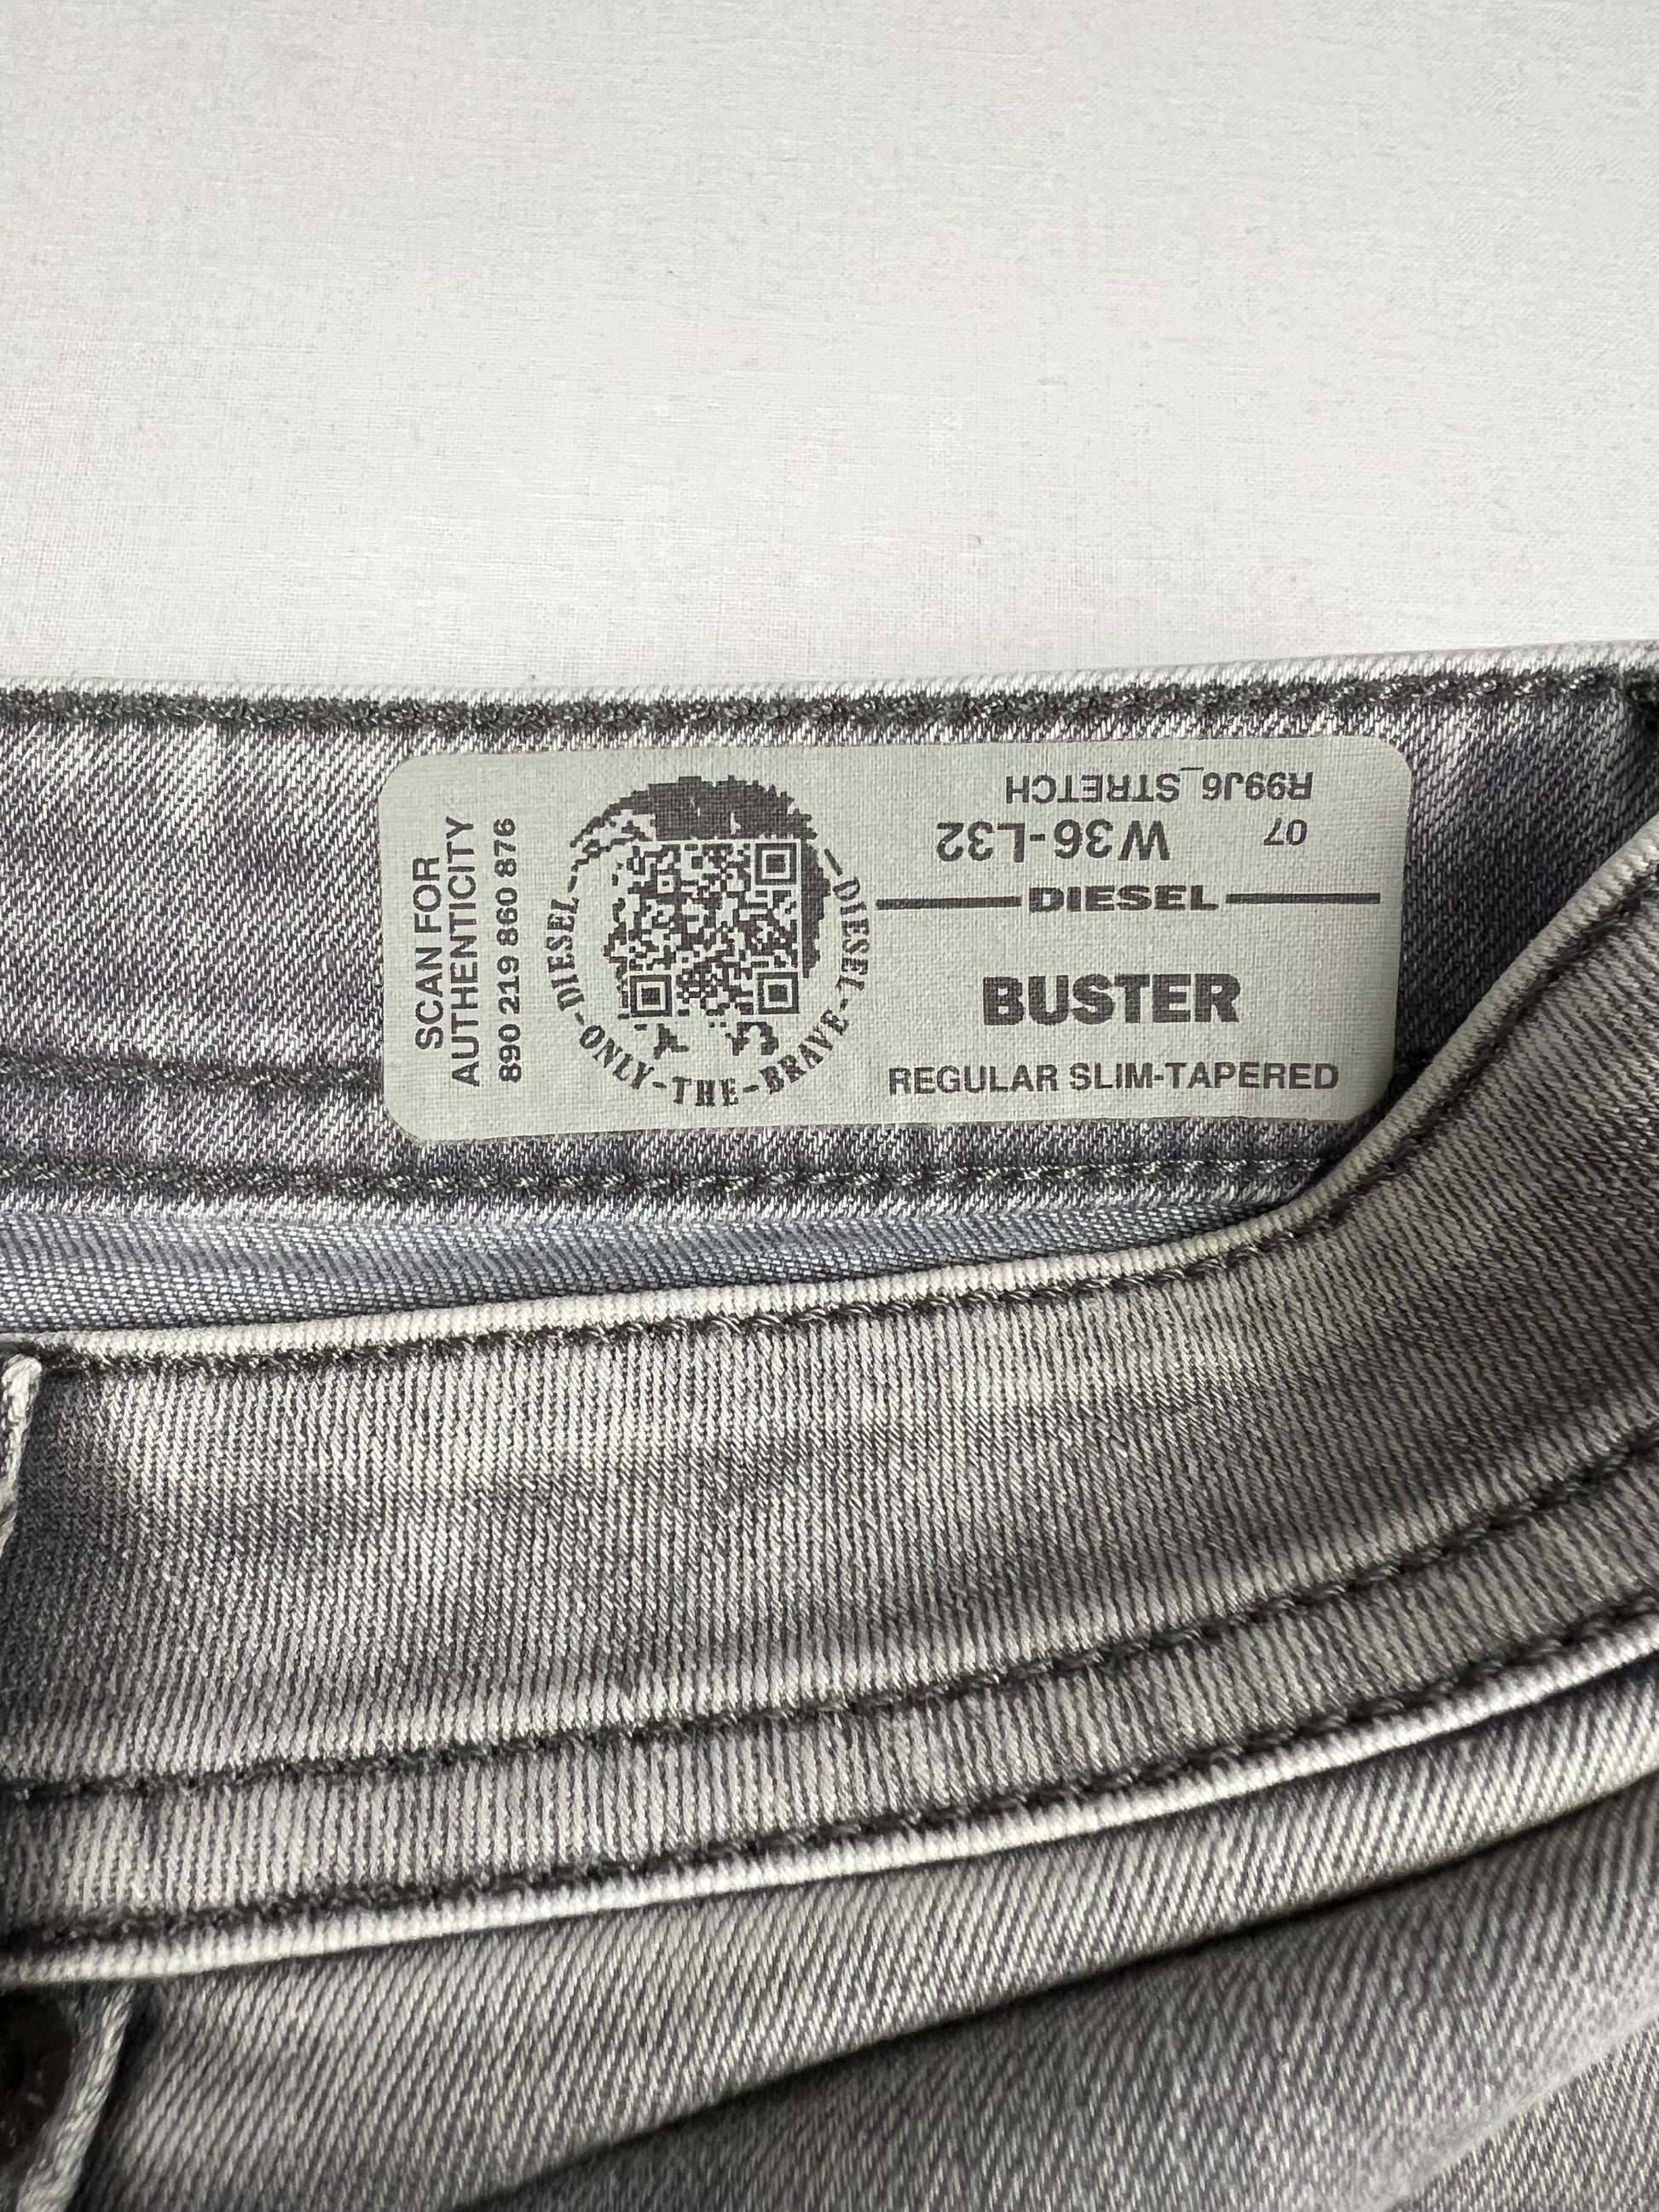 SCAN FOR
AUTHENTICITY
890 219 860 876
DIESEL-ONLY-THE-BRAVE-DIESEL
R99J6_STRETCH
07 W36-L32
DIESEL
BUSTER
REGULAR SLIM-TAPERED